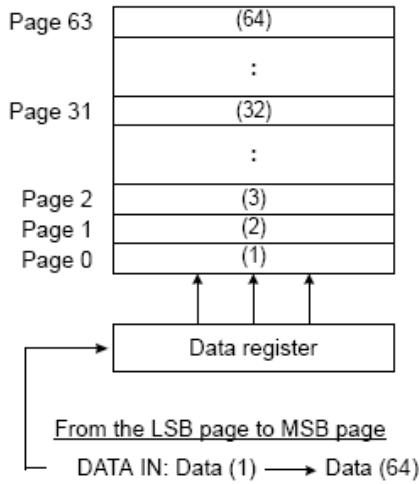 Page 63 (64)
:
Page 31 (32)
:
Page 2 (3)
Page 1 (2)
Page 0 (1)
Data register
From the LSB page to MSB page
DATA IN: Data (1) → Data (64)